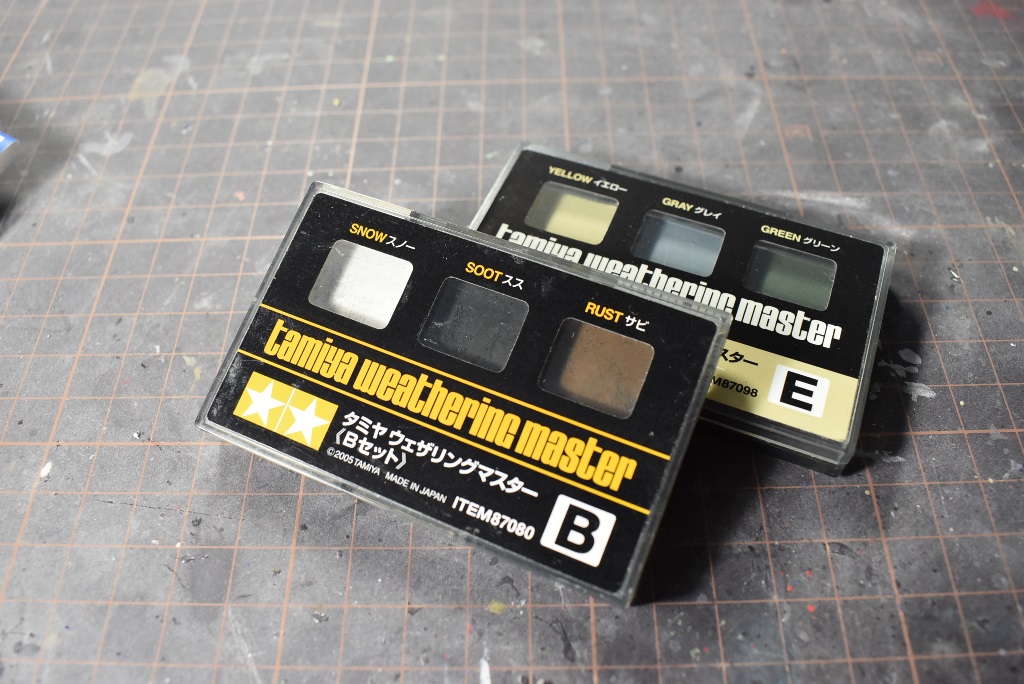 SNOW スノー
SOOT スス
RUST サビ
tamiya weathering master
タミヤ ウェザリングマスター
《Bセット》
©2005 TAMIYA MADE IN JAPAN ITEM87080
B
YELLOW イエロー
GRAY グレイ
GREEN グリーン
tamiya weathering master
スター
M87098
E